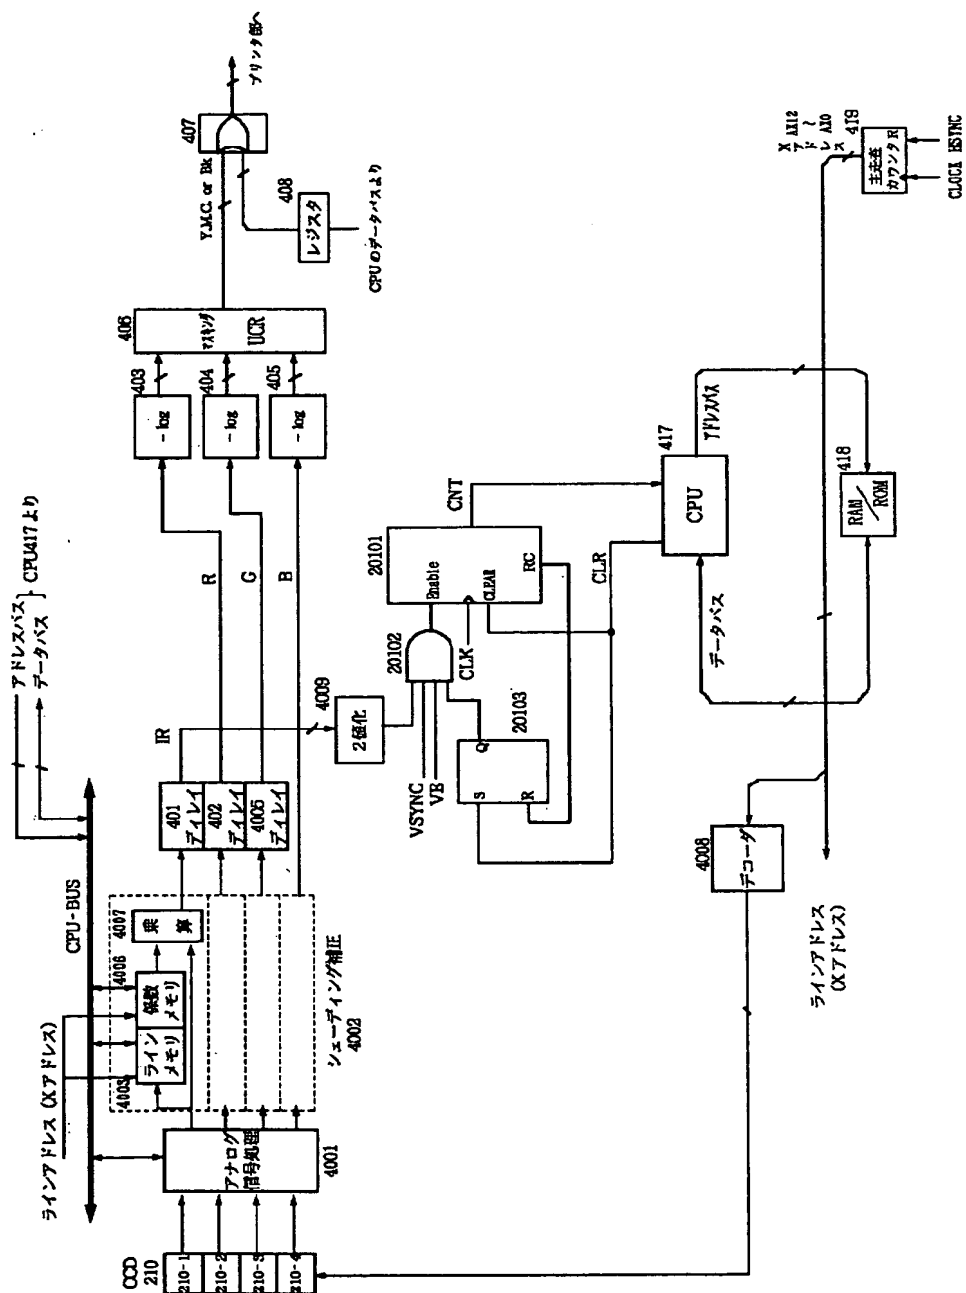 CCD
210
210-1
210-2
210-3
210-4
アナログ
信号処理
4001
ラインアドレス (Xアドレス)
CPU-BUS
アドレスバス
データバス
CPU417より
4003
ライン
メモリ
4006
係数
メモリ
4007
乗算
シェーディング補正
4002
401
ディレイ
402
ディレイ
4005
ディレイ
IR
R
G
B
4009
2値化
-log
403
-log
404
-log
405
406
マスキング
UCR
Y.M.C. or Bk
407
プリンタ部へ
408
レジスタ
CPUのデータバスより
VSYNC
VE
20102
CLK
20103
S
Q
R
20101
Enable
CLEAR
RC
CNT
CLR
417
CPU
アドレスバス
データバス
418
RAM
ROM
4008
デコーダ
ラインアドレス
(Xアドレス)
Xアドレス
AX12
~
AX0
419
主走査
カウンタ R
CLOCK HSYNC